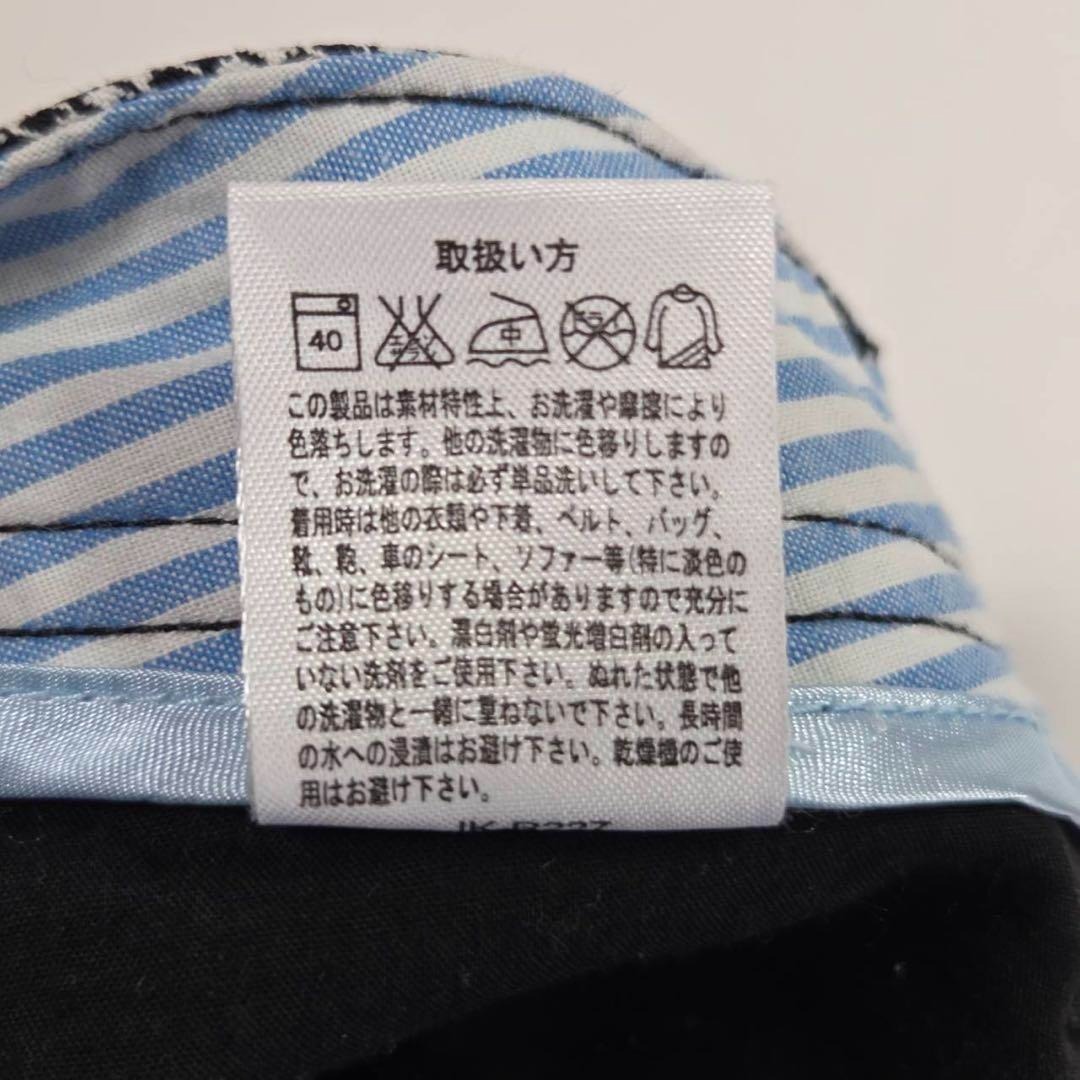 取扱い方
40 エンソサラシ 中 ドライ
この製品は素材特性上、お洗濯や摩擦により
色落ちします。他の洗濯物に色移りしますの
で、お洗濯の際は必ず単品洗いして下さい。
着用時は他の衣類や下着、ベルト、バッグ、
靴、鞄、車のシート、ソファー等(特に淡色の
もの)に色移りする場合がありますので充分に
ご注意下さい。漂白剤や蛍光増白剤の入って
いない洗剤をご使用下さい。ぬれた状態で他
の洗濯物と一緒に重ねないで下さい。長時間
の水への浸漬はお避け下さい。乾燥機のご使
用はお避け下さい。